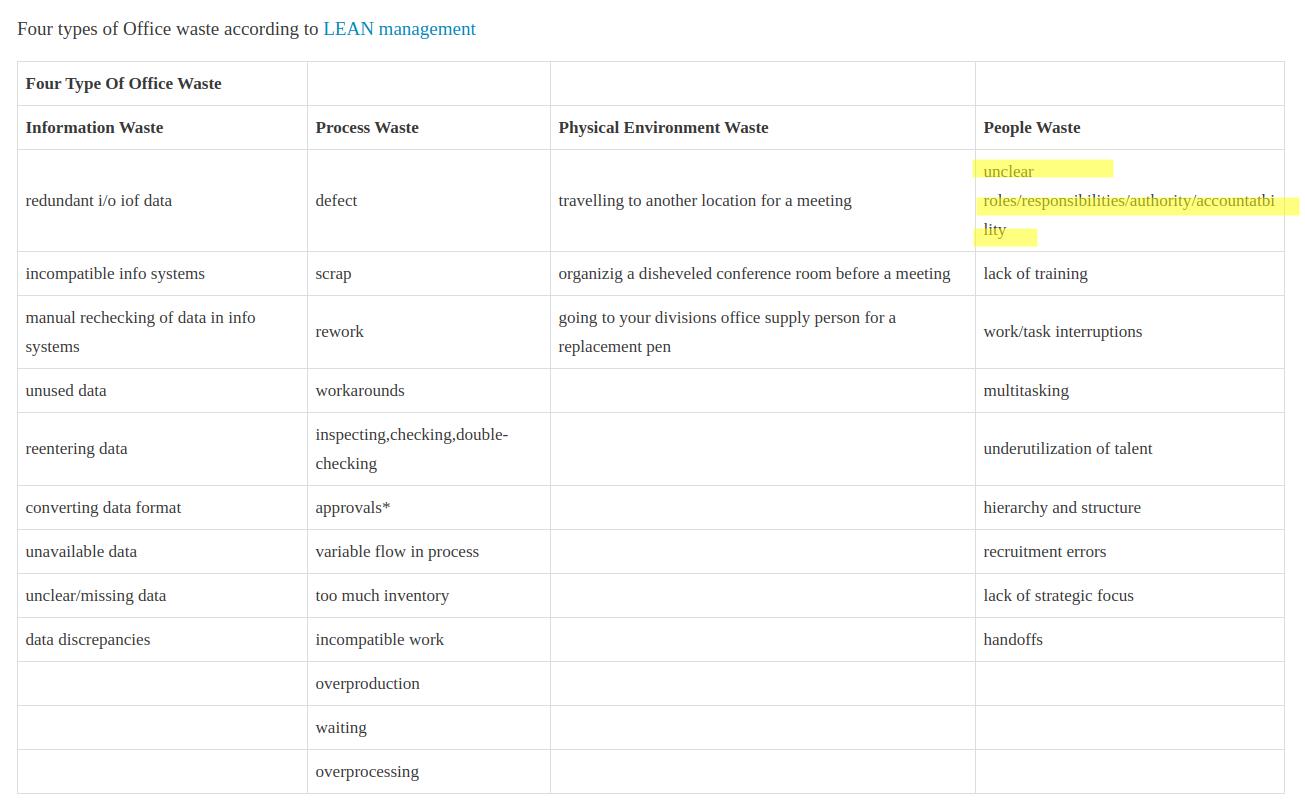 Four types of Office waste according to LEAN management
Four Type Of Office Waste
Information Waste Process Waste Physical Environment Waste People Waste
redundant i/o iof data defect travelling to another location for a meeting unclear
roles/responsibilities/authority/accountatbi
lity
incompatible info systems scrap organizig a disheveled conference room before a meeting lack of training
manual rechecking of data in info
systems rework going to your divisions office supply person for a
replacement pen work/task interruptions
unused data workarounds multitasking
reentering data inspecting,checking,double-
checking underutilization of talent
converting data format approvals* hierarchy and structure
unavailable data variable flow in process recruitment errors
unclear/missing data too much inventory lack of strategic focus
data discrepancies incompatible work handoffs
overproduction
waiting
overprocessing